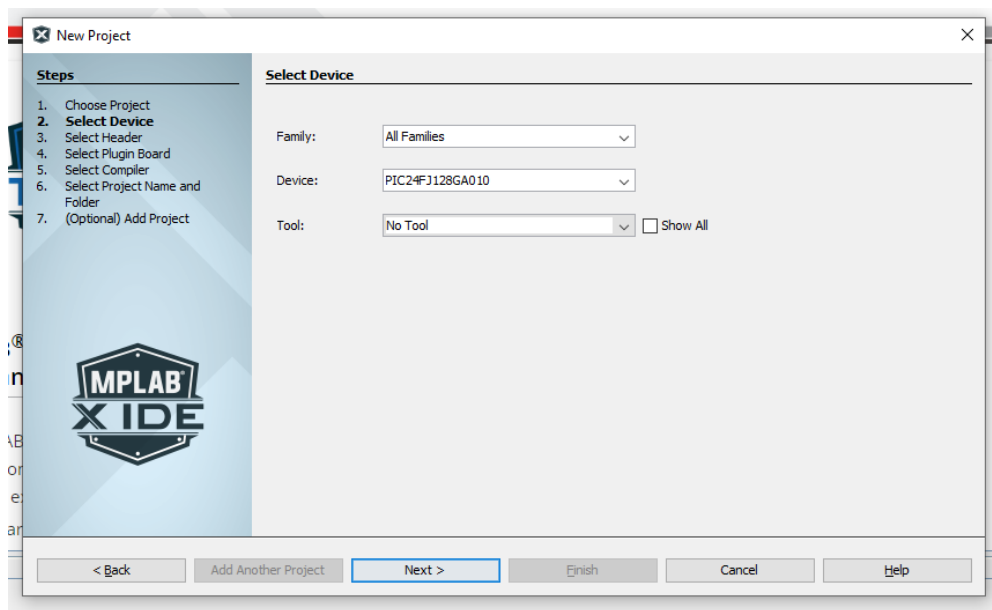 New Project
Steps
1. Choose Project
2. Select Device
3. Select Header
4. Select Plugin Board
5. Select Compiler
6. Select Project Name and
Folder
7. (Optional) Add Project
MPLAB®
X IDE
Select Device
Family: All Families
Device: PIC24FJ128GA010
Tool: No Tool Show All
< Back Add Another Project Next > Finish Cancel Help